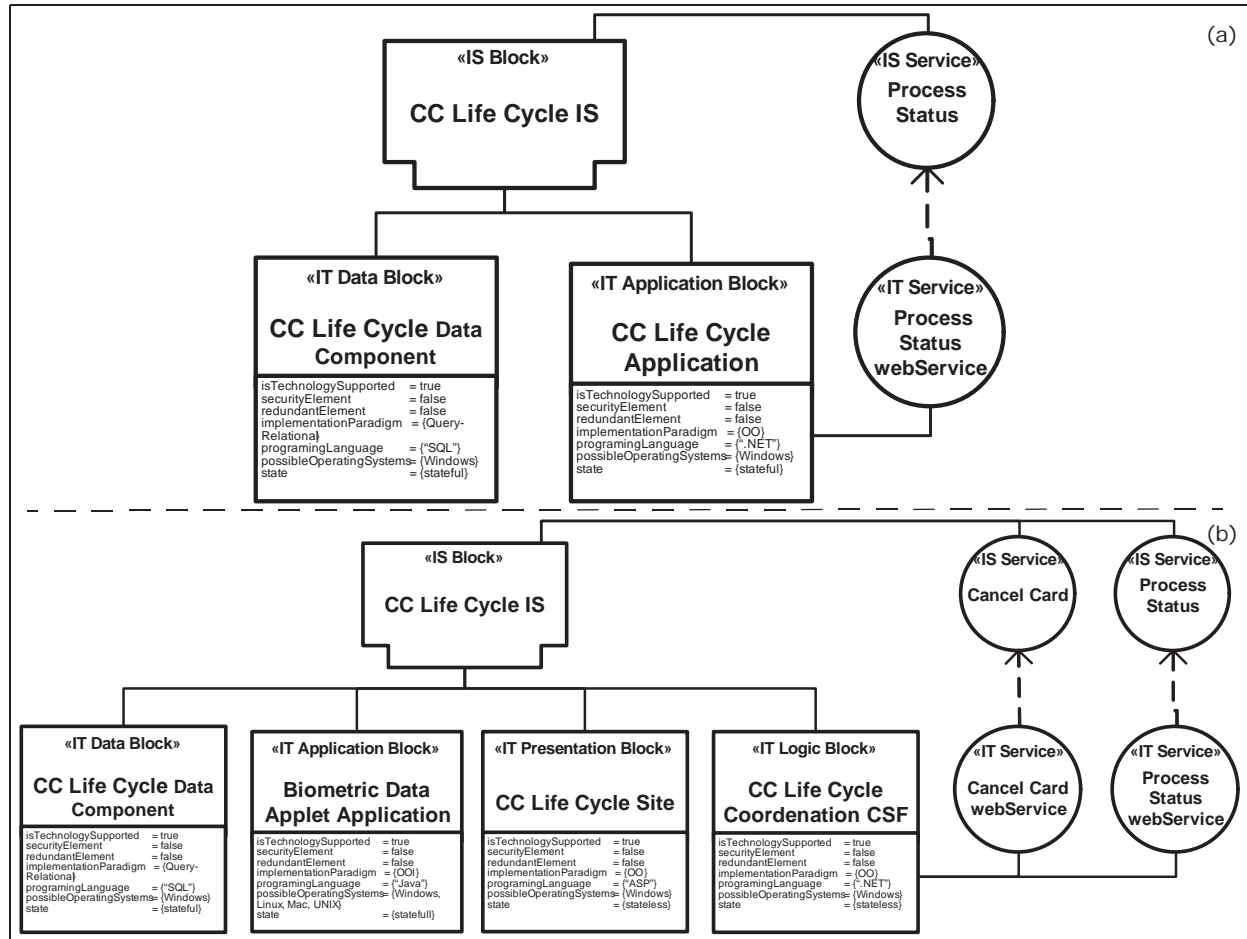 (a)
«IS Block»
CC Life Cycle IS
«IS Service»
Process
Status
«IT Data Block»
CC Life Cycle Data
Component
isTechnologySupported = true
securityElement = false
redundantElement = false
implementationParadigm = {Query-
Relational}
programingLanguage = {“SQL”}
possibleOperatingSystems= {Windows}
state = {stateful}
«IT Application Block»
CC Life Cycle
Application
isTechnologySupported = true
securityElement = false
redundantElement = false
implementationParadigm = {OO}
programingLanguage = {“.NET”}
possibleOperatingSystems= {Windows}
state = {stateful}
«IT Service»
Process
Status
webService
(b)
«IS Block»
CC Life Cycle IS
«IS Service»
Cancel Card
«IS Service»
Process
Status
«IT Data Block»
CC Life Cycle Data
Component
isTechnologySupported = true
securityElement = false
redundantElement = false
implementationParadigm = {Query-
Relational}
programingLanguage = {“SQL”}
possibleOperatingSystems = {Windows}
state = {stateful}
«IT Application Block»
Biometric Data
Applet Application
isTechnologySupported = true
securityElement = false
redundantElement = false
implementationParadigm = {OOI}
programingLanguage = {“Java”}
possibleOperatingSystems = {Windows,
Linux, Mac, UNIX}
state = {statefull}
«IT Presentation Block»
CC Life Cycle Site
isTechnologySupported = true
securityElement = false
redundantElement = false
implementationParadigm = {OO}
programingLanguage = {“ASP”}
possibleOperatingSystems = {Windows}
state = {stateless}
«IT Logic Block»
CC Life Cycle
Coordenation CSF
isTechnologySupported = true
securityElement = false
redundantElement = false
implementationParadigm = {OO}
programingLanguage = {“.NET”}
possibleOperatingSystems = {Windows}
state = {stateless}
«IT Service»
Cancel Card
webService
«IT Service»
Process
Status
webService